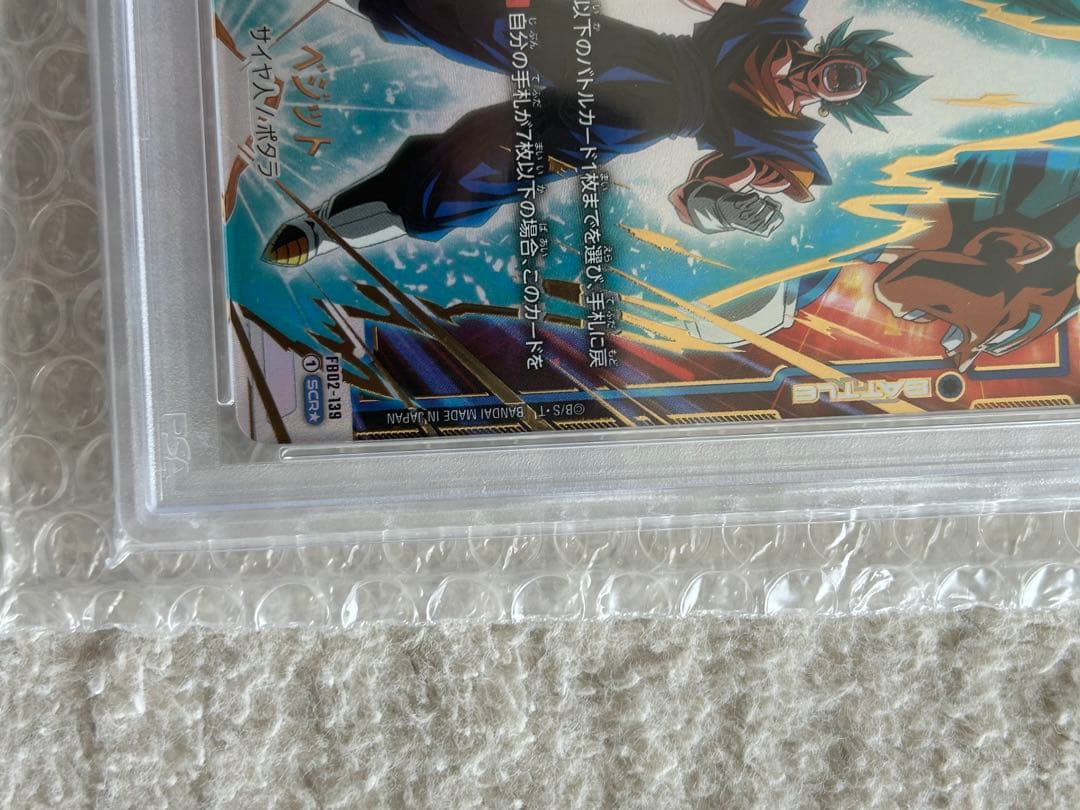 以下のバトルカード1枚までを選び、手札に戻
自分の手札が7枚以下の場合、このカードを
ベジット
サイヤ人/ポタラ
BATTLE
©B/S・T
BANDAI MADE IN JAPAN
FB02-139
① SCR★
PSA